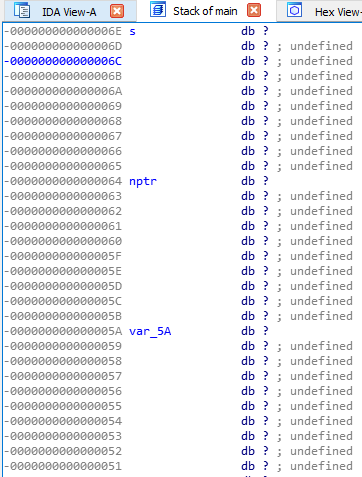 IDA View-A Stack of main Hex View-
-000000000000006E s db ?
-000000000000006D db ? ; undefined
-000000000000006C db ? ; undefined
-000000000000006B db ? ; undefined
-000000000000006A db ? ; undefined
-0000000000000069 db ? ; undefined
-0000000000000068 db ? ; undefined
-0000000000000067 db ? ; undefined
-0000000000000066 db ? ; undefined
-0000000000000065 db ? ; undefined
-0000000000000064 nptr db ?
-0000000000000063 db ? ; undefined
-0000000000000062 db ? ; undefined
-0000000000000061 db ? ; undefined
-0000000000000060 db ? ; undefined
-000000000000005F db ? ; undefined
-000000000000005E db ? ; undefined
-000000000000005D db ? ; undefined
-000000000000005C db ? ; undefined
-000000000000005B db ? ; undefined
-000000000000005A var_5A db ?
-0000000000000059 db ? ; undefined
-0000000000000058 db ? ; undefined
-0000000000000057 db ? ; undefined
-0000000000000056 db ? ; undefined
-0000000000000055 db ? ; undefined
-0000000000000054 db ? ; undefined
-0000000000000053 db ? ; undefined
-0000000000000052 db ? ; undefined
-0000000000000051 db ? ; undefined